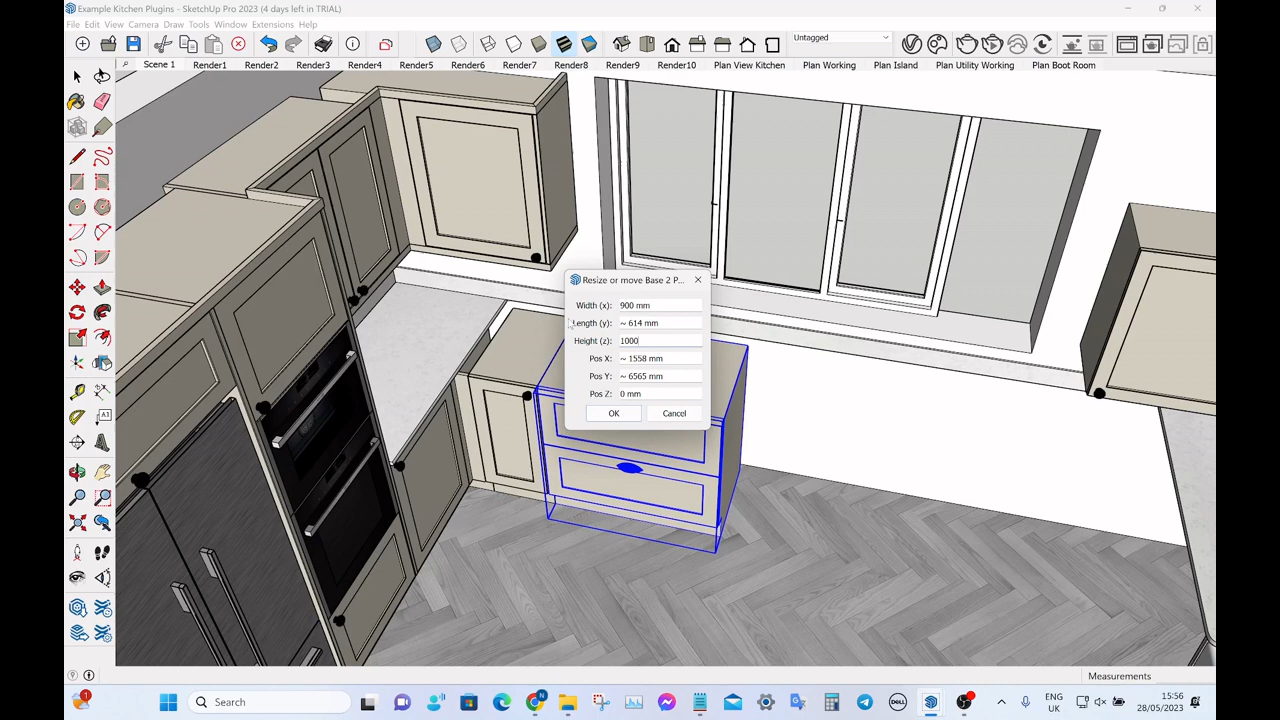 Example Kitchen Plugins - SketchUp Pro 2023 (4 days left in TRIAL)
File Edit View Camera Draw Tools Window Extensions Help
Untagged
Scene 1 Render1 Render2 Render3 Render4 Render5 Render6 Render7 Render8 Render9 Render10 Plan View Kitchen Plan Working Plan Island Plan Utility Working Plan Boot Room
Resize or move Base 2 P...
Width (x): 900 mm
Length (y): ~ 614 mm
Height (z): 1000
Pos X: ~ 1558 mm
Pos Y: ~ 6565 mm
Pos Z: 0 mm
OK Cancel
Measurements
1
Search
N
DELL
ENG
UK
15:56
28/05/2023